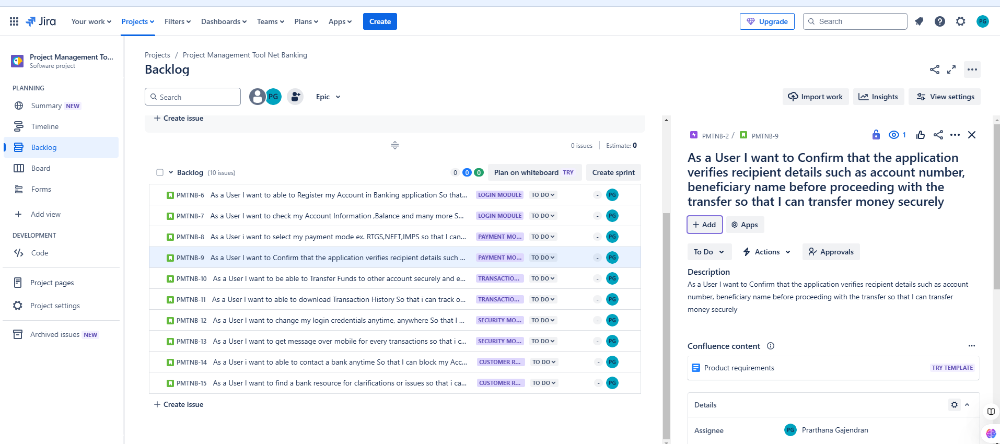 Jira
Your work
Projects
Filters
Dashboards
Teams
Plans
Apps
Create
Upgrade
Search
PG
Project Management To...
Software project
PLANNING
Summary NEW
Timeline
Backlog
Board
Forms
Add view
DEVELOPMENT
Code
Project pages
Project settings
Archived issues NEW
Projects / Project Management Tool Net Banking
Backlog
Search
PG
Epic
Import work
Insights
View settings
Create issue
0 issues Estimate: 0
Backlog (10 issues) 0 0 0 Plan on whiteboard TRY Create sprint
PMTNB-6 As a User I want to able to Register my Account in Banking application So that... LOGIN MODULE TO DO - PG
PMTNB-7 As a User I want to check my Account Information ,Balance and many more S... LOGIN MODULE TO DO - PG
PMTNB-8 As a User i want to select my payment mode ex. RTGS,NEFT,IMPS so that I can... PAYMENT MO... TO DO - PG
PMTNB-9 As a User I want to Confirm that the application verifies recipient details such ... PAYMENT MO... TO DO - PG
PMTNB-10 As a User I want to be able to Transfer Funds to other account securely and e... TRANSACTIO... TO DO - PG
PMTNB-11 As a User I want to able to download Transaction History So that i can track o... TRANSACTIO... TO DO - PG
PMTNB-12 As a User I want to change my login credentials anytime, anywhere So that I ... SECURITY MO... TO DO - PG
PMTNB-13 As a User I want to get message over mobile for every transactions so that i c... SECURITY MO... TO DO - PG
PMTNB-14 As a User i want to able to contact a bank anytime So that I can block my Acc... CUSTOMER R... TO DO - PG
PMTNB-15 As a User I want to find a bank resource for clarifications or issues so that i ca... CUSTOMER R... TO DO - PG
Create issue
PMTNB-2 / PMTNB-9
1
As a User I want to Confirm that the application
verifies recipient details such as account number,
beneficiary name before proceeding with the
transfer so that I can transfer money securely
Add
Apps
To Do
Actions
Approvals
Description
As a User I want to Confirm that the application verifies recipient details such as account
number, beneficiary name before proceeding with the transfer so that I can transfer
money securely
Confluence content
Product requirements TRY TEMPLATE
Details
Assignee PG Prarthana Gajendran